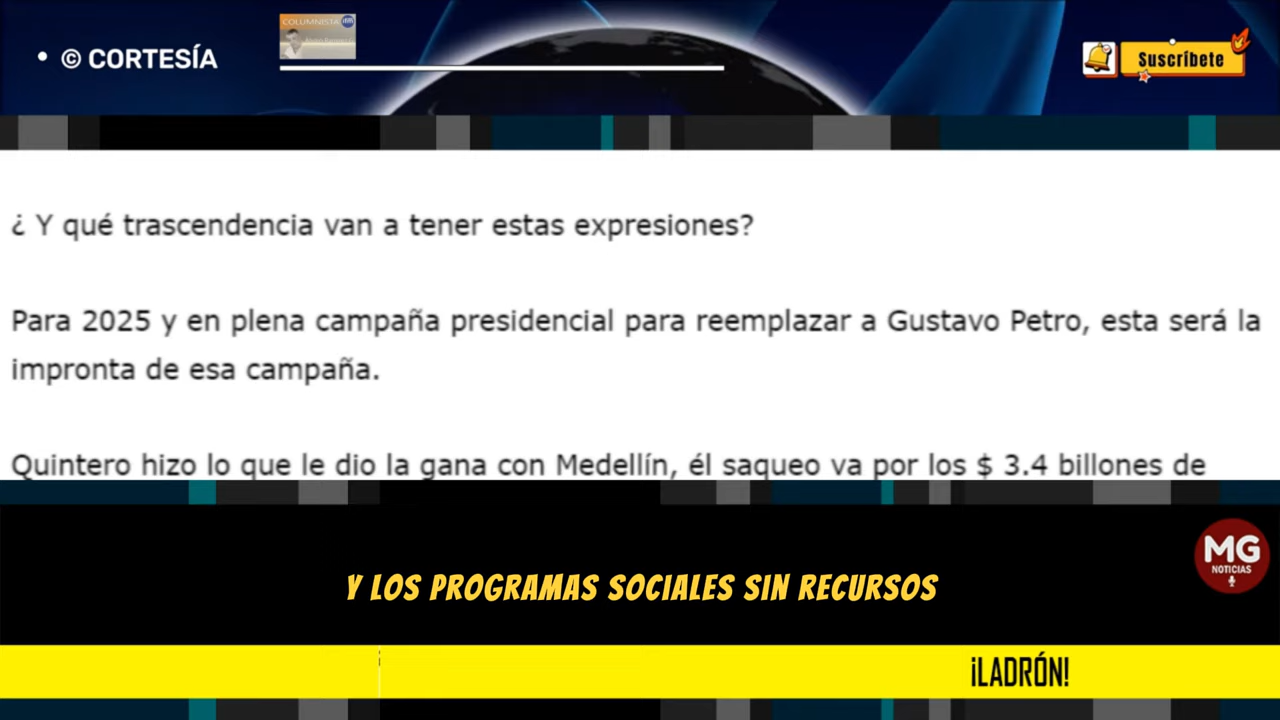 • © CORTESÍA
COLUMNISTA
Suscríbete
¿ Y qué trascendencia van a tener estas expresiones?
Para 2025 y en plena campaña presidencial para reemplazar a Gustavo Petro, esta será la
impronta de esa campaña.
Quintero hizo lo que le dio la gana con Medellín, él saqueo va por los $ 3.4 billones de
MG
NOTICIAS
Y LOS PROGRAMAS SOCIALES SIN RECURSOS
¡LADRÓN!